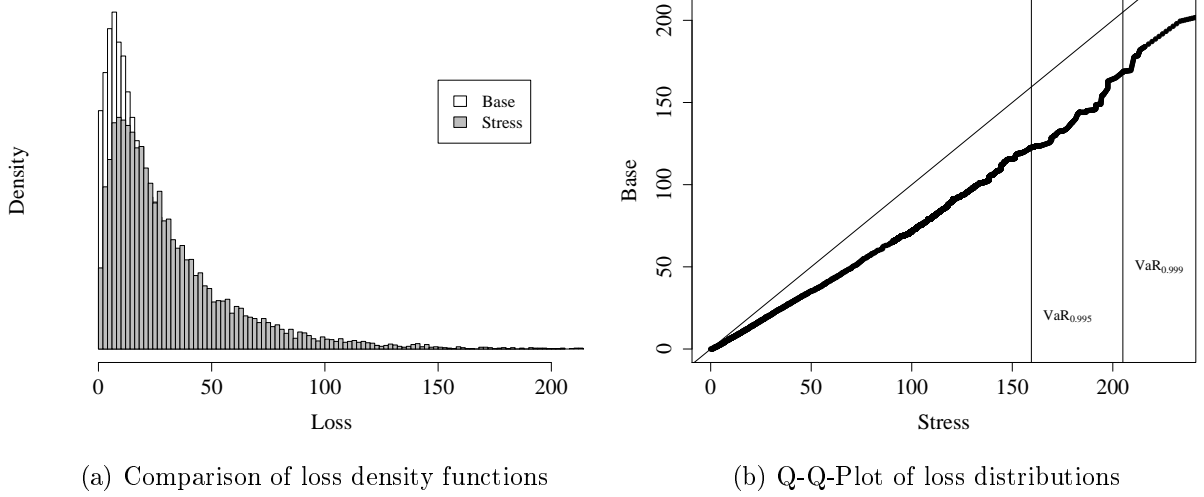 Density
Base
Stress
0 50 100 150 200
Loss
(a) Comparison of loss density functions
Base
200
150
100
50
0
VaR0.999
VaR0.995
0 50 100 150 200
Stress
(b) Q-Q-Plot of loss distributions